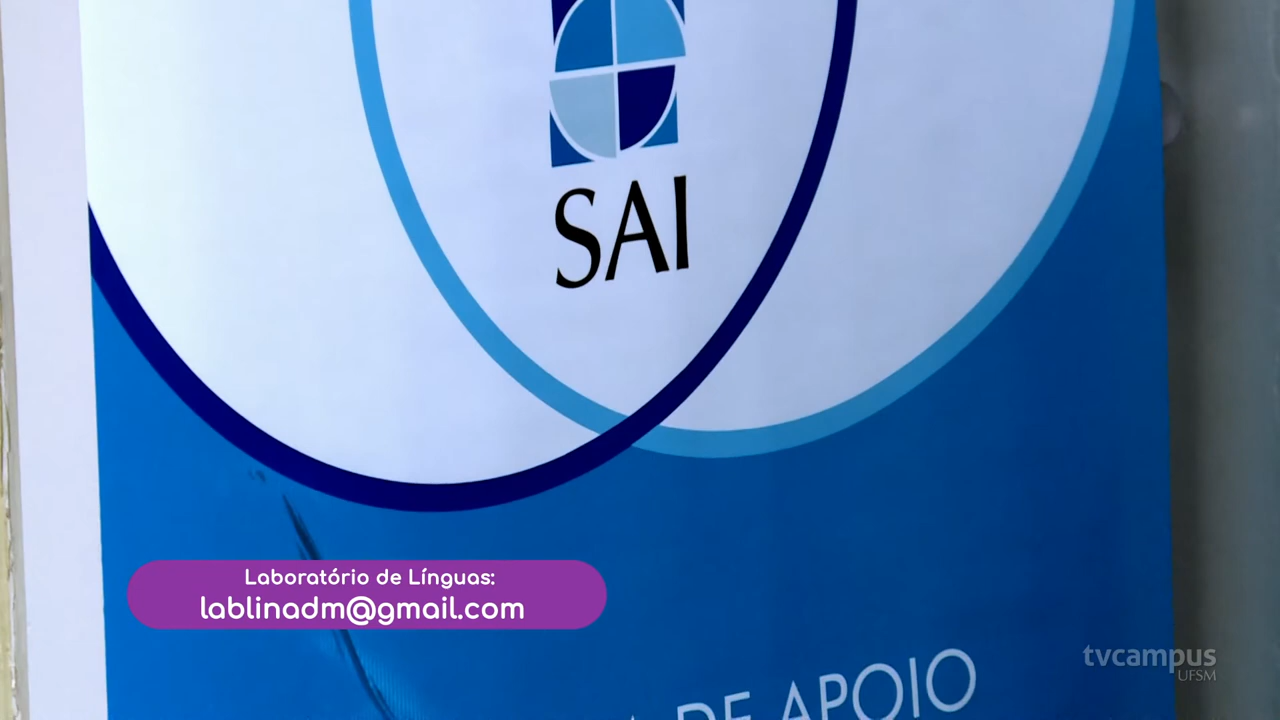 SAI
Laboratório de Línguas:
lablinadm@gmail.com
DE APOIO
tvcampus
UFSM